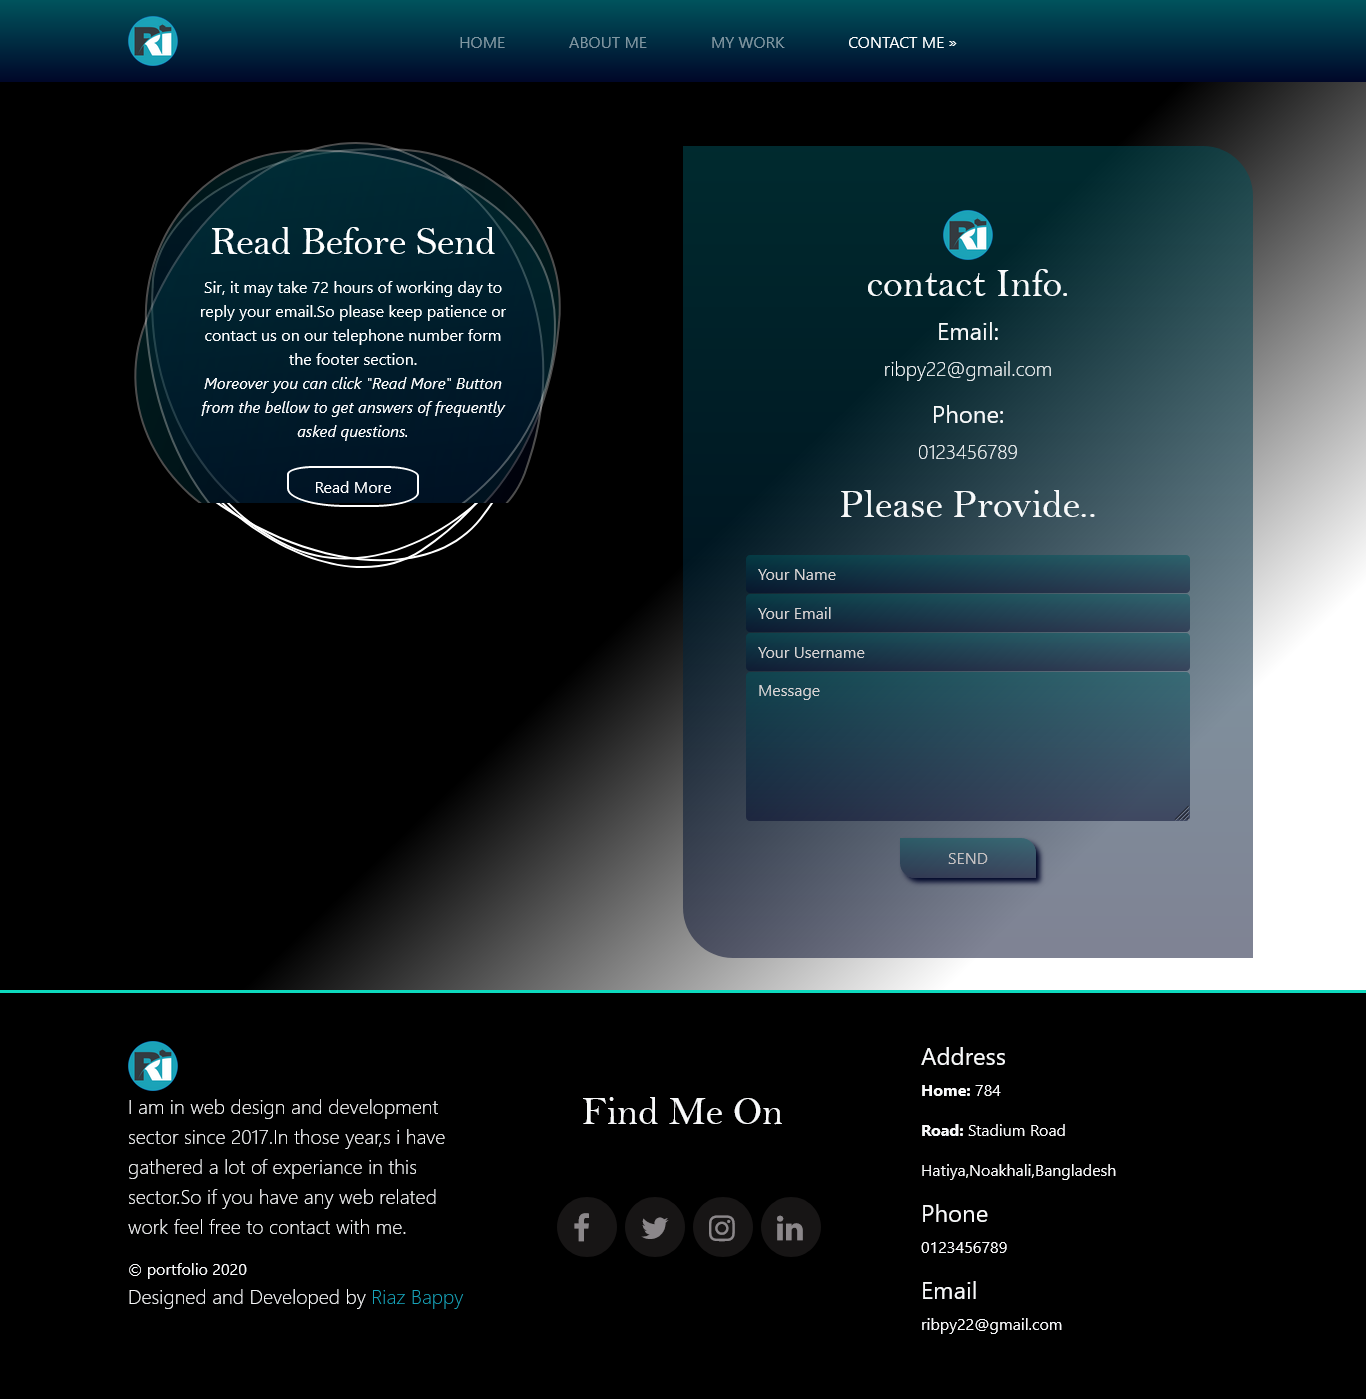 Ri
HOME
ABOUT ME
MY WORK
CONTACT ME »
Read Before Send
Sir, it may take 72 hours of working day to
reply your email.So please keep patience or
contact us on our telephone number form
the footer section.
Moreover you can click "Read More" Button
from the bellow to get answers of frequently
asked questions.
Read More
Ri
contact Info.
Email:
ribpy22@gmail.com
Phone:
0123456789
Please Provide..
Your Name
Your Email
Your Username
Message
SEND
Ri
I am in web design and development
sector since 2017.In those year,s i have
gathered a lot of experiance in this
sector.So if you have any web related
work feel free to contact with me.
© portfolio 2020
Designed and Developed by Riaz Bappy
Find Me On
Address
Home: 784
Road: Stadium Road
Hatiya,Noakhali,Bangladesh
Phone
0123456789
Email
ribpy22@gmail.com